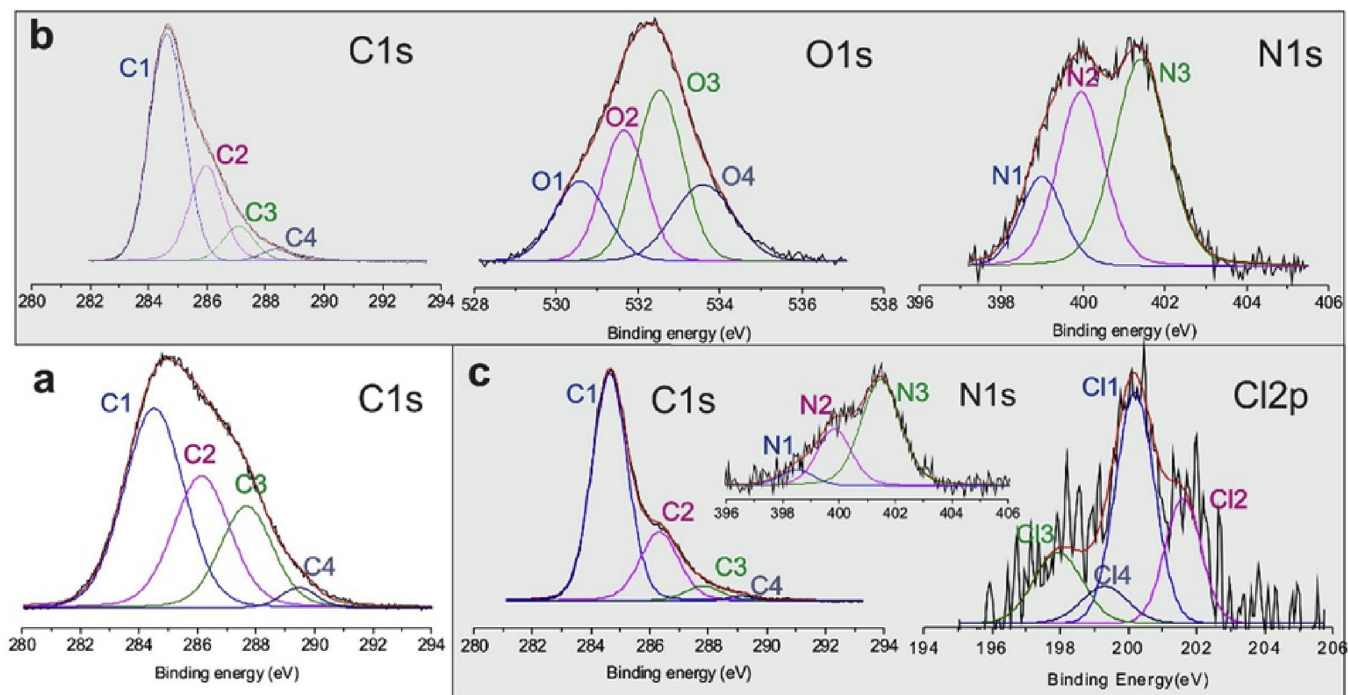 b
C1s
C1
C2
C3
C4
280 282 284 286 288 290 292 294
O1s
O1
O2
O3
O4
528 530 532 534 536 538
Binding energy (eV)
N1s
N1
N2
N3
396 398 400 402 404 406
Binding energy (eV)
a
C1s
C1
C2
C3
C4
280 282 284 286 288 290 292 294
Binding energy (eV)
c
C1s
C1
C2
C3
C4
280 282 284 286 288 290 292 294
Binding energy (eV)
N1s
N1
N2
N3
396 398 400 402 404 406
Cl2p
Cl1
Cl2
Cl3
Cl4
194 196 198 200 202 204 206
Binding Energy(eV)